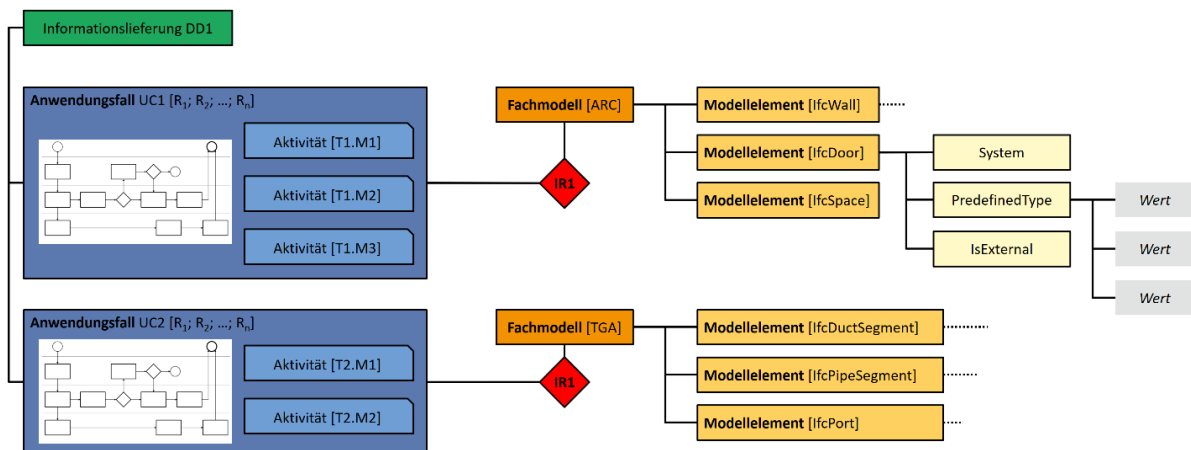 Informationslieferung DD1
Anwendungsfall UC1 [R₁; R₂; …; Rₙ]
Aktivität [T1.M1]
Aktivität [T1.M2]
Aktivität [T1.M3]
Fachmodell [ARC]
IR1
Modellelement [IfcWall]
Modellelement [IfcDoor]
Modellelement [IfcSpace]
System
PredefinedType
IsExternal
Wert
Wert
Wert
Anwendungsfall UC2 [R₁; R₂; …; Rₙ]
Aktivität [T2.M1]
Aktivität [T2.M2]
Fachmodell [TGA]
IR1
Modellelement [IfcDuctSegment]
Modellelement [IfcPipeSegment]
Modellelement [IfcPort]